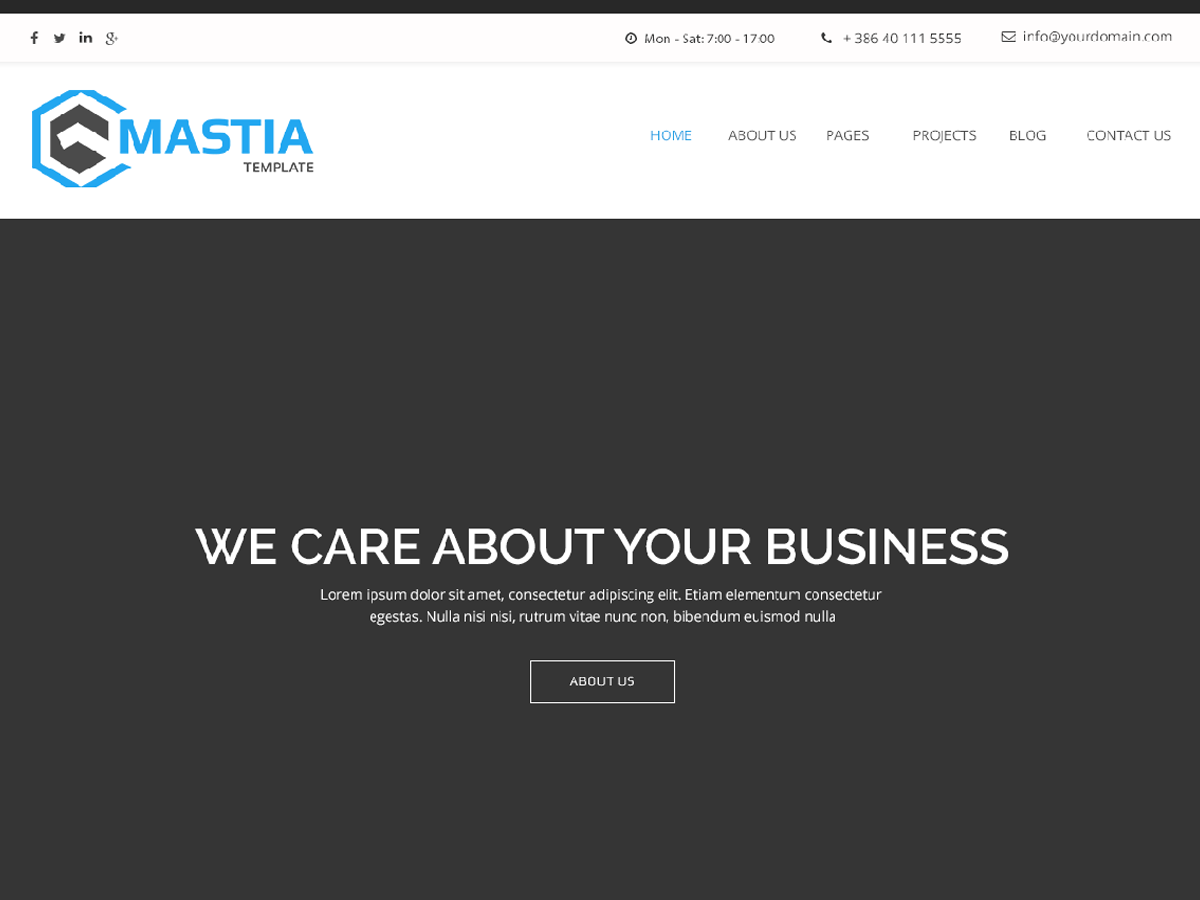 Mon - Sat: 7:00 - 17:00 + 386 40 111 5555 info@yourdomain.com
MASTIA
TEMPLATE
HOME ABOUT US PAGES PROJECTS BLOG CONTACT US
WE CARE ABOUT YOUR BUSINESS
Lorem ipsum dolor sit amet, consectetur adipiscing elit. Etiam elementum consectetur
egestas. Nulla nisi nisi, rutrum vitae nunc non, bibendum euismod nulla
ABOUT US